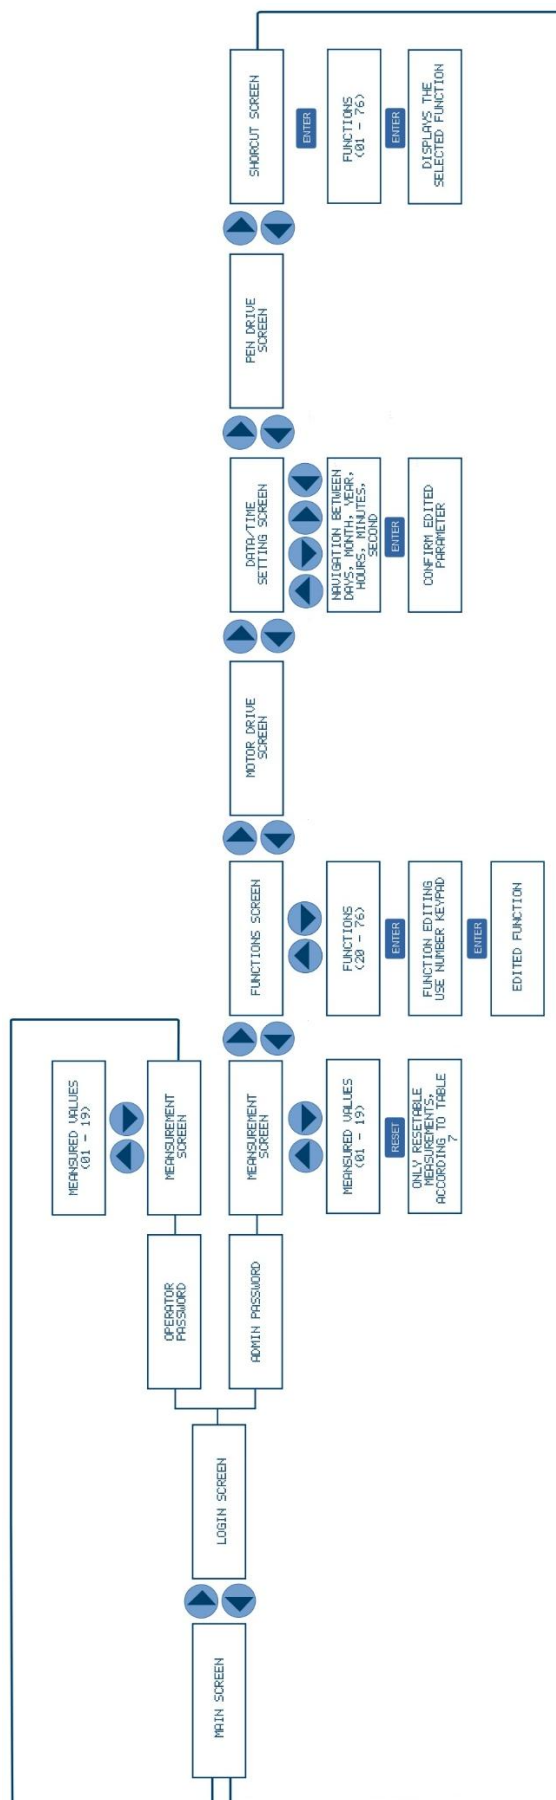 MAIN SCREEN
LOGIN SCREEN
OPERATOR
PASSWORD
MEANSUREMENT
SCREEN
MEANSURED VALUES
(01 - 19)
ADMIN PASSWORD
MEANSUREMENT
SCREEN
MEANSURED VALUES
(01 - 19)
RESET
ONLY RESETABLE
MEASUREMENTS,
ACCORDING TO TABLE
7
FUNCTIONS SCREEN
FUNCTIONS
(20 - 76)
ENTER
FUNCTION EDITING
USE NUMBER KEYPAD
ENTER
EDITED FUNCTION
MOTOR DRIVE
SCREEN
DATA/TIME
SETTING SCREEN
NAVIGATION BETWEEN
DAYS, MONTH, YEAR,
HOURS, MINUTES,
SECOND
ENTER
CONFIRM EDITED
PARAMETER
PEN DRIVE
SCREEN
SHORCUT SCREEN
ENTER
FUNCTIONS
(01 - 76)
ENTER
DISPLAYS THE
SELECTED FUNCTION